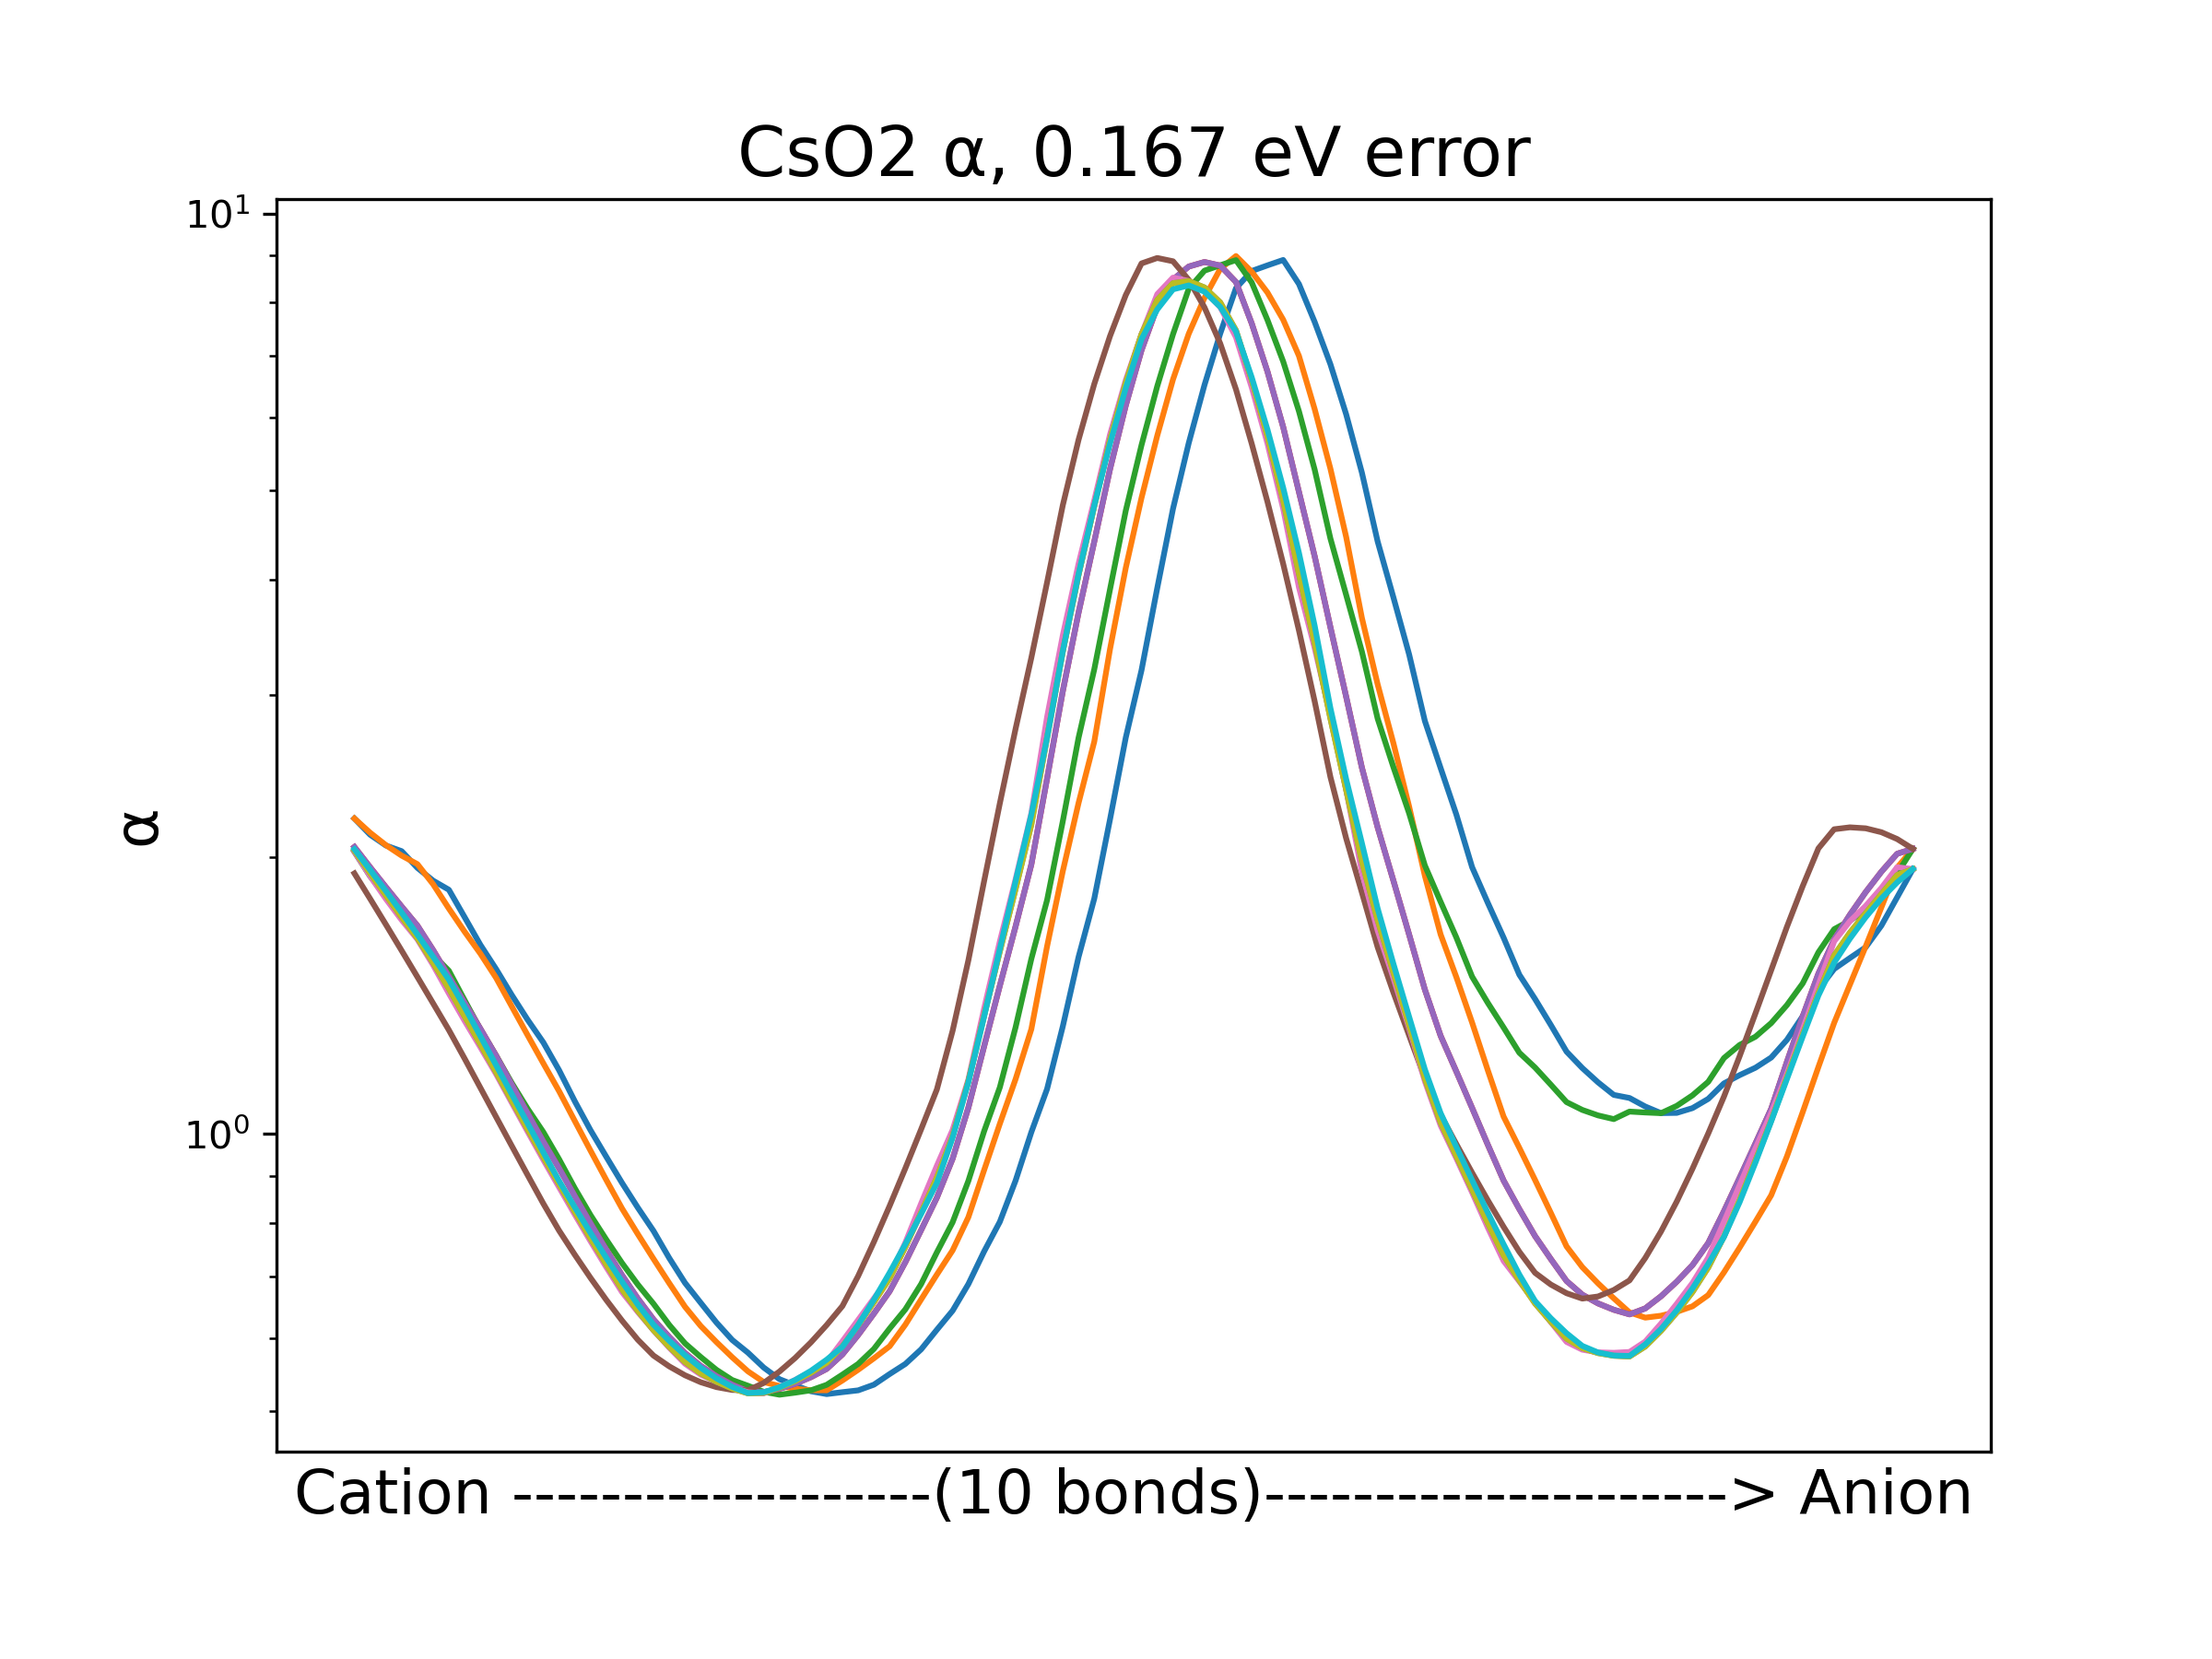 CsO2 α, 0.167 eV error
10¹
α
10⁰
Cation -------------------(10 bonds)---------------------> Anion